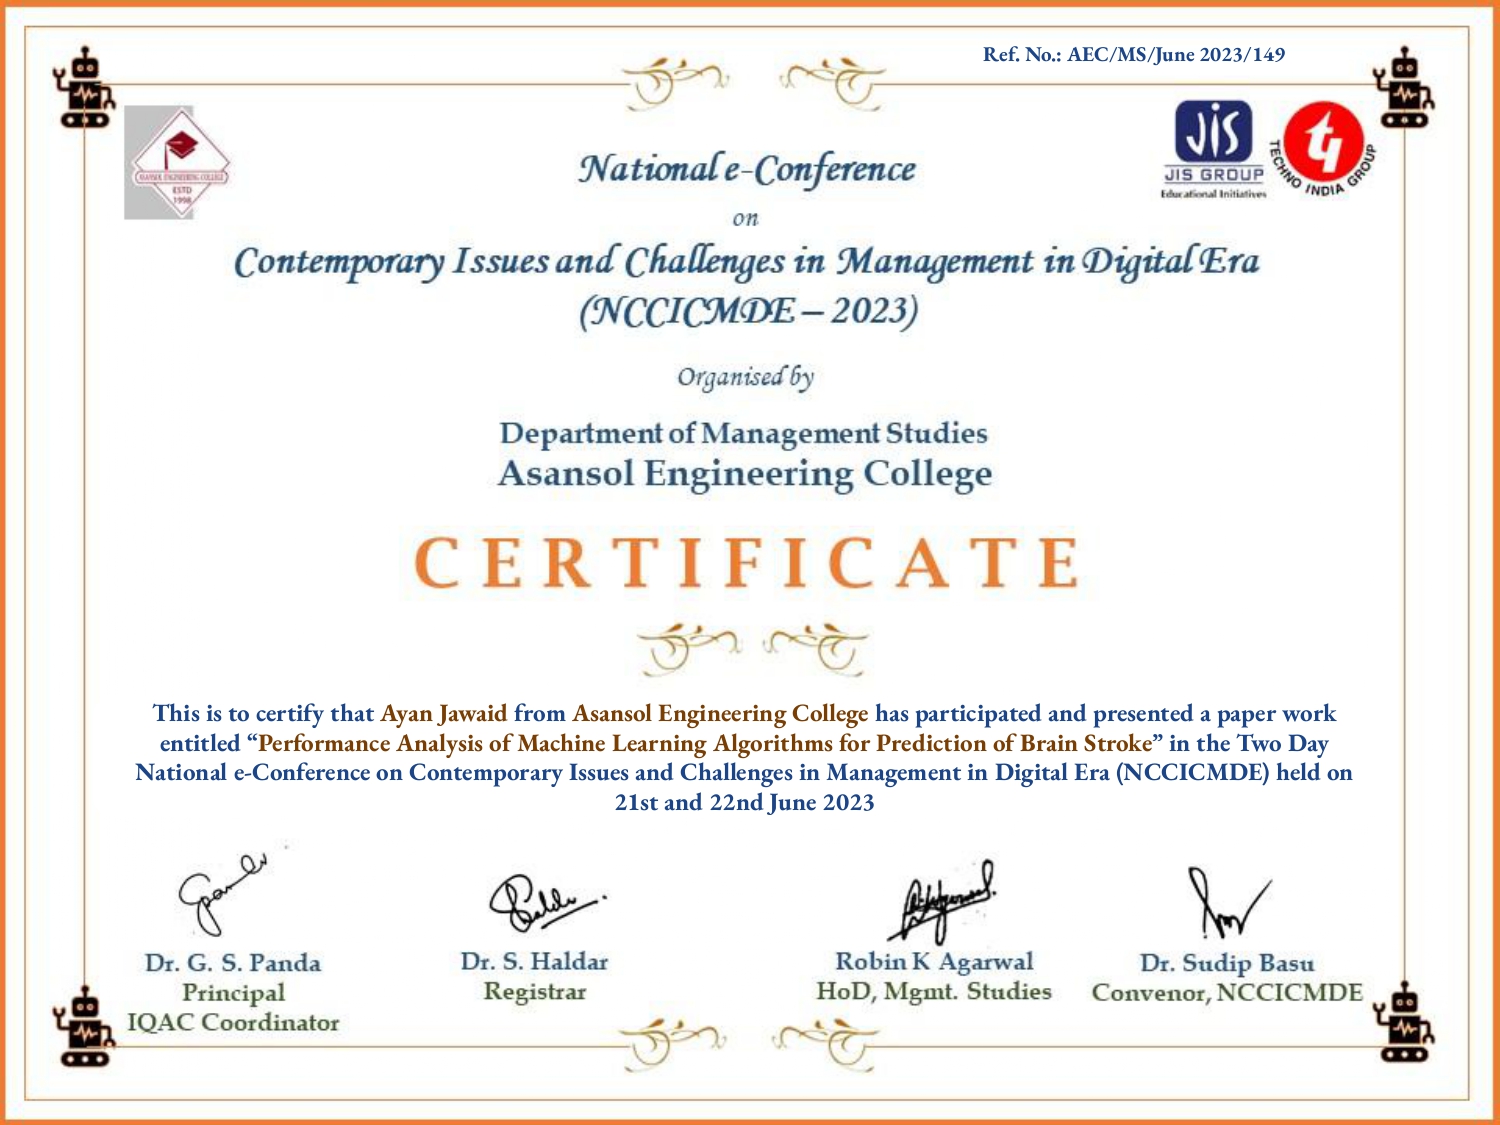 Ref. No.: AEC/MS/June 2023/149
ASANSOL ENGINEERING COLLEGE
ESTD
1998
JIS
JIS GROUP
Educational Initiatives
TECHNO INDIA GROUP
National e-Conference
on
Contemporary Issues and Challenges in Management in Digital Era
(NCCICMDE – 2023)
Organised by
Department of Management Studies
Asansol Engineering College
CERTIFICATE
This is to certify that Ayan Jawaid from Asansol Engineering College has participated and presented a paper work
entitled “Performance Analysis of Machine Learning Algorithms for Prediction of Brain Stroke” in the Two Day
National e-Conference on Contemporary Issues and Challenges in Management in Digital Era (NCCICMDE) held on
21st and 22nd June 2023
Dr. G. S. Panda
Principal
IQAC Coordinator
Dr. S. Haldar
Registrar
Robin K Agarwal
HoD, Mgmt. Studies
Dr. Sudip Basu
Convenor, NCCICMDE